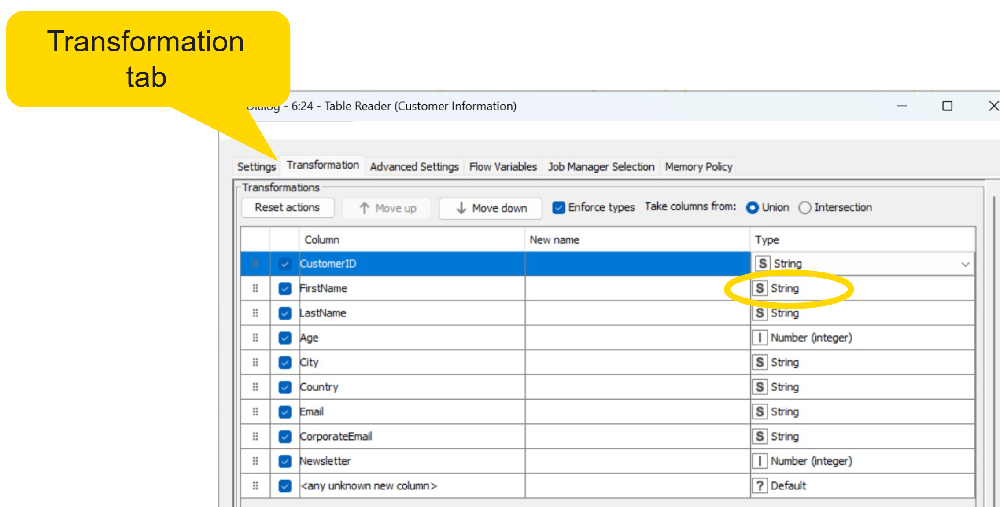 Transformation
tab
Dialog - 6:24 - Table Reader (Customer Information)
Settings Transformation Advanced Settings Flow Variables Job Manager Selection Memory Policy
Transformations
Reset actions Move up Move down Enforce types Take columns from: Union Intersection
Column New name Type
CustomerID S String
FirstName S String
LastName S String
Age I Number (integer)
City S String
Country S String
Email S String
CorporateEmail S String
Newsletter I Number (integer)
<any unknown new column> ? Default